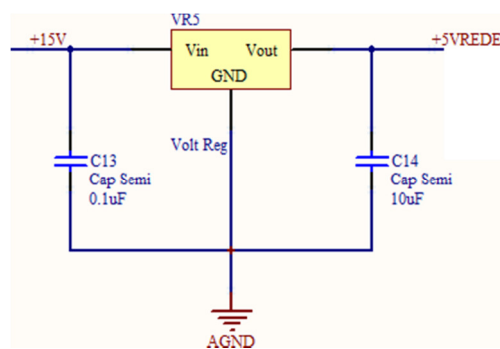 VR5
+15V
Vin
Vout
+5VREDE
GND
Volt Reg
C13
Cap Semi
0.1uF
C14
Cap Semi
10uF
AGND